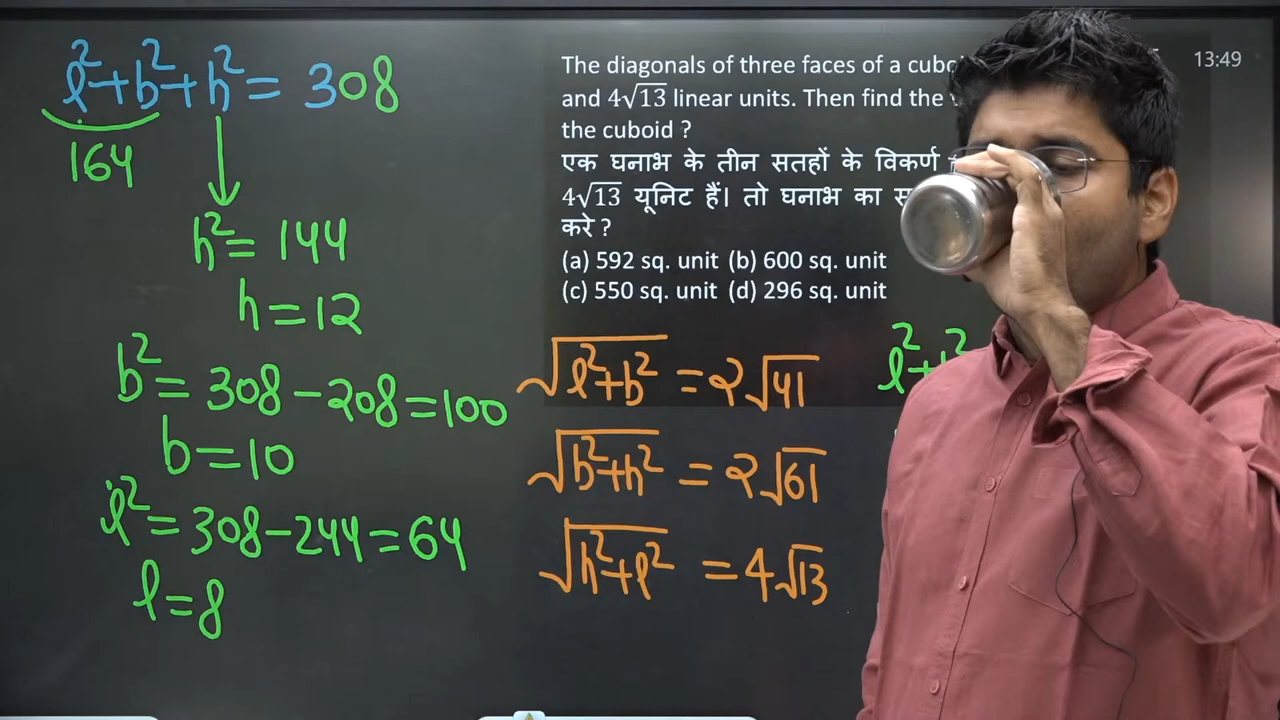 l²+b²+h² = 308
164
h² = 144
h = 12
b² = 308 - 208 = 100
b = 10
l² = 308 - 244 = 64
l = 8
13:49
The diagonals of three faces of a
and 4√13 linear units. Then find the
the cuboid ?
एक घनाभ के तीन सतहों के विकर्ण
4√13 यूनिट हैं। तो घनाभ का
करे ?
(a) 592 sq. unit (b) 600 sq. unit
(c) 550 sq. unit (d) 296 sq. unit
√l²+b² = 2√41
√b²+h² = 2√61
√h²+l² = 4√13
l²+b²